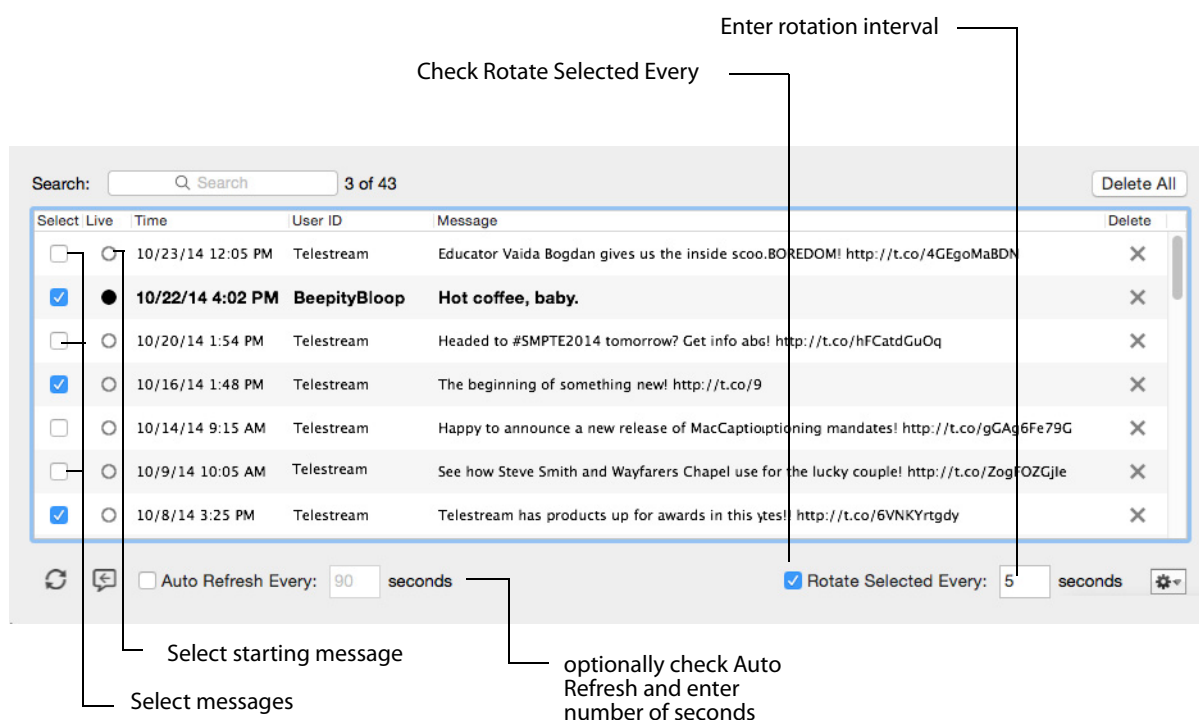 Enter rotation interval
Check Rotate Selected Every
Search: Search 3 of 43 Delete All
Select Live Time User ID Message Delete
10/23/14 12:05 PM Telestream Educator Vaida Bogdan gives us the inside scoo.BOREDOM! http://t.co/4GEgoMaBDN
10/22/14 4:02 PM BeepityBloop Hot coffee, baby.
10/20/14 1:54 PM Telestream Headed to #SMPTE2014 tomorrow? Get info abc! http://t.co/hFCatdGuOq
10/16/14 1:48 PM Telestream The beginning of something new! http://t.co/9
10/14/14 9:15 AM Telestream Happy to announce a new release of MacCaptioıptioning mandates! http://t.co/gGAg6Fe79G
10/9/14 10:05 AM Telestream See how Steve Smith and Wayfarers Chapel use for the lucky couple! http://t.co/ZogFOZGjIe
10/8/14 3:25 PM Telestream Telestream has products up for awards in this ytes!! http://t.co/6VNKYrtgdy
Auto Refresh Every: 90 seconds Rotate Selected Every: 5 seconds
Select starting message
Select messages
optionally check Auto
Refresh and enter
number of seconds